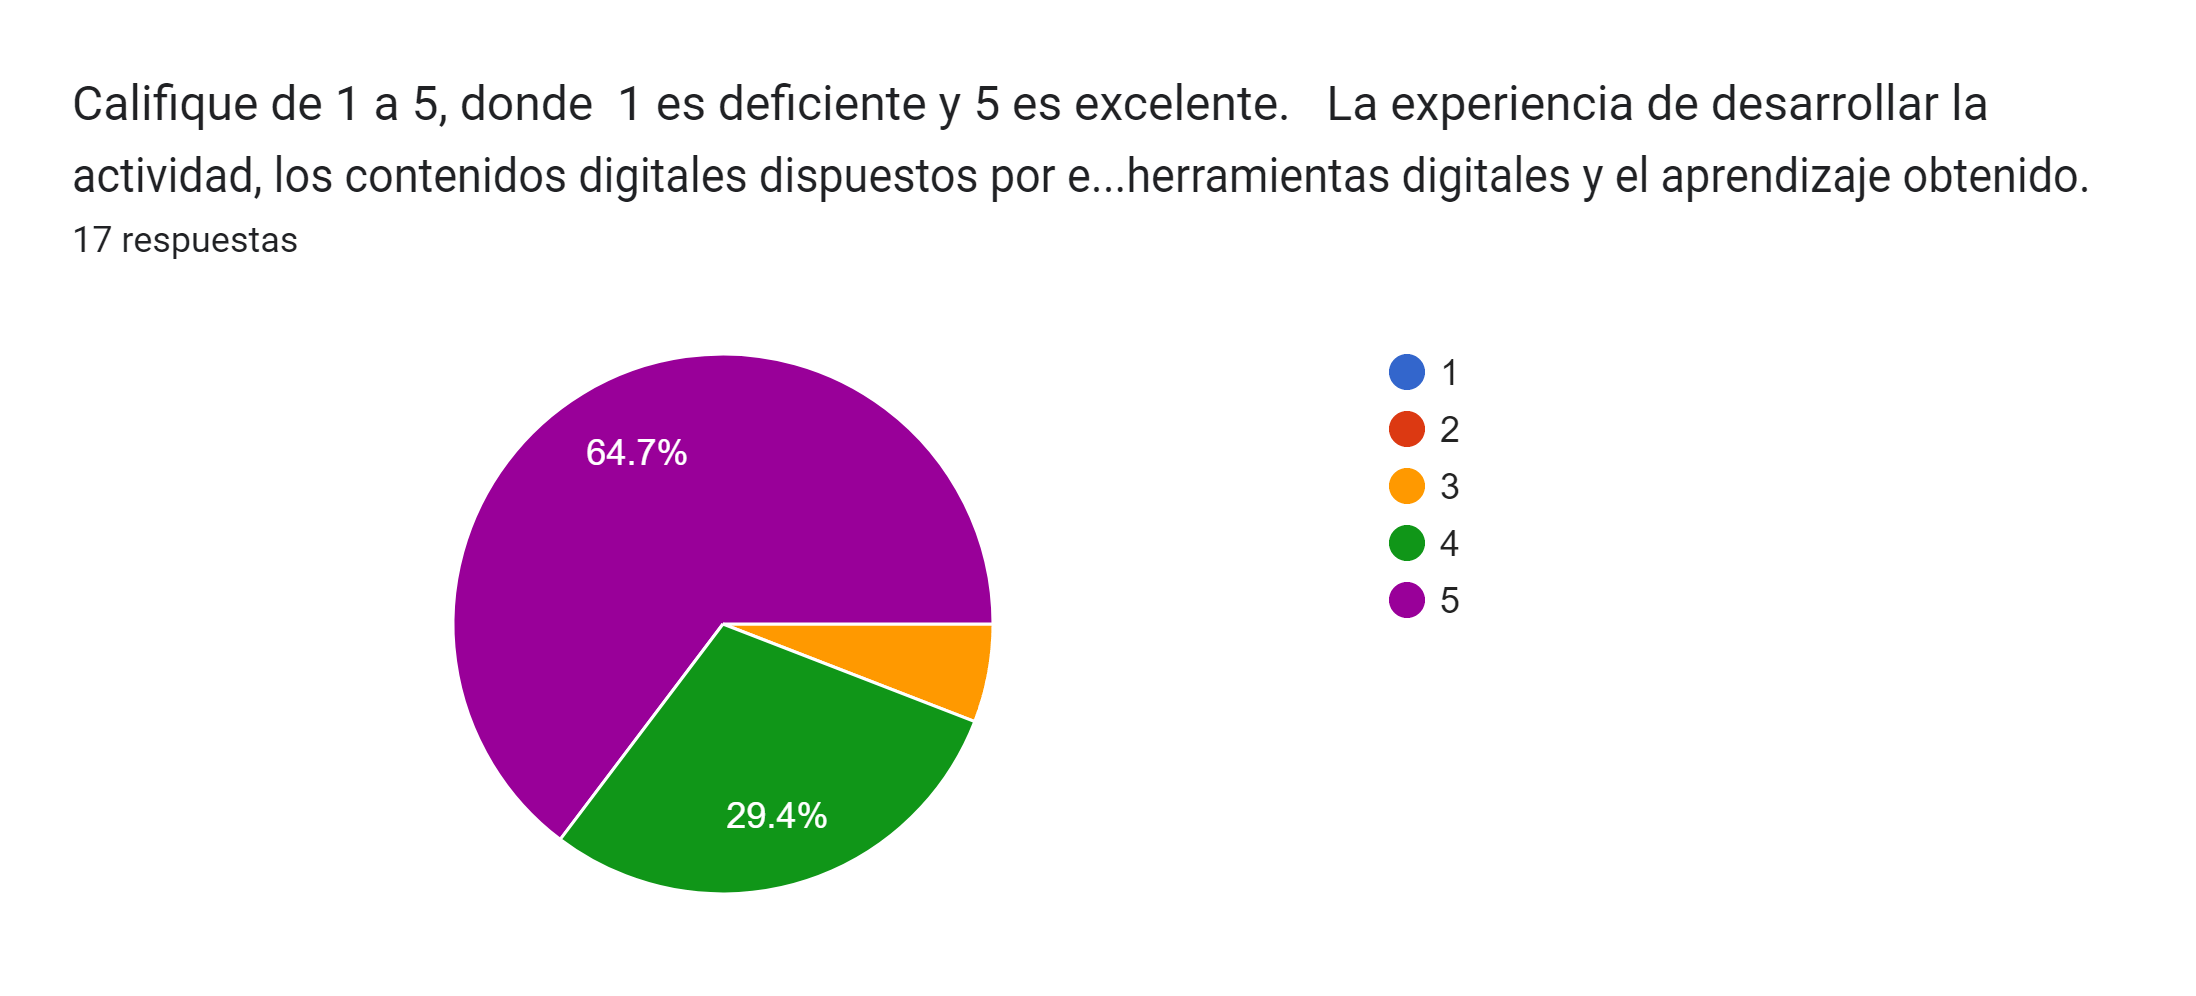 Califique de 1 a 5, donde  1 es deficiente y 5 es excelente.   La experiencia de desarrollar la
actividad, los contenidos digitales dispuestos por e...herramientas digitales y el aprendizaje obtenido.
17 respuestas
64.7%
29.4%
1
2
3
4
5